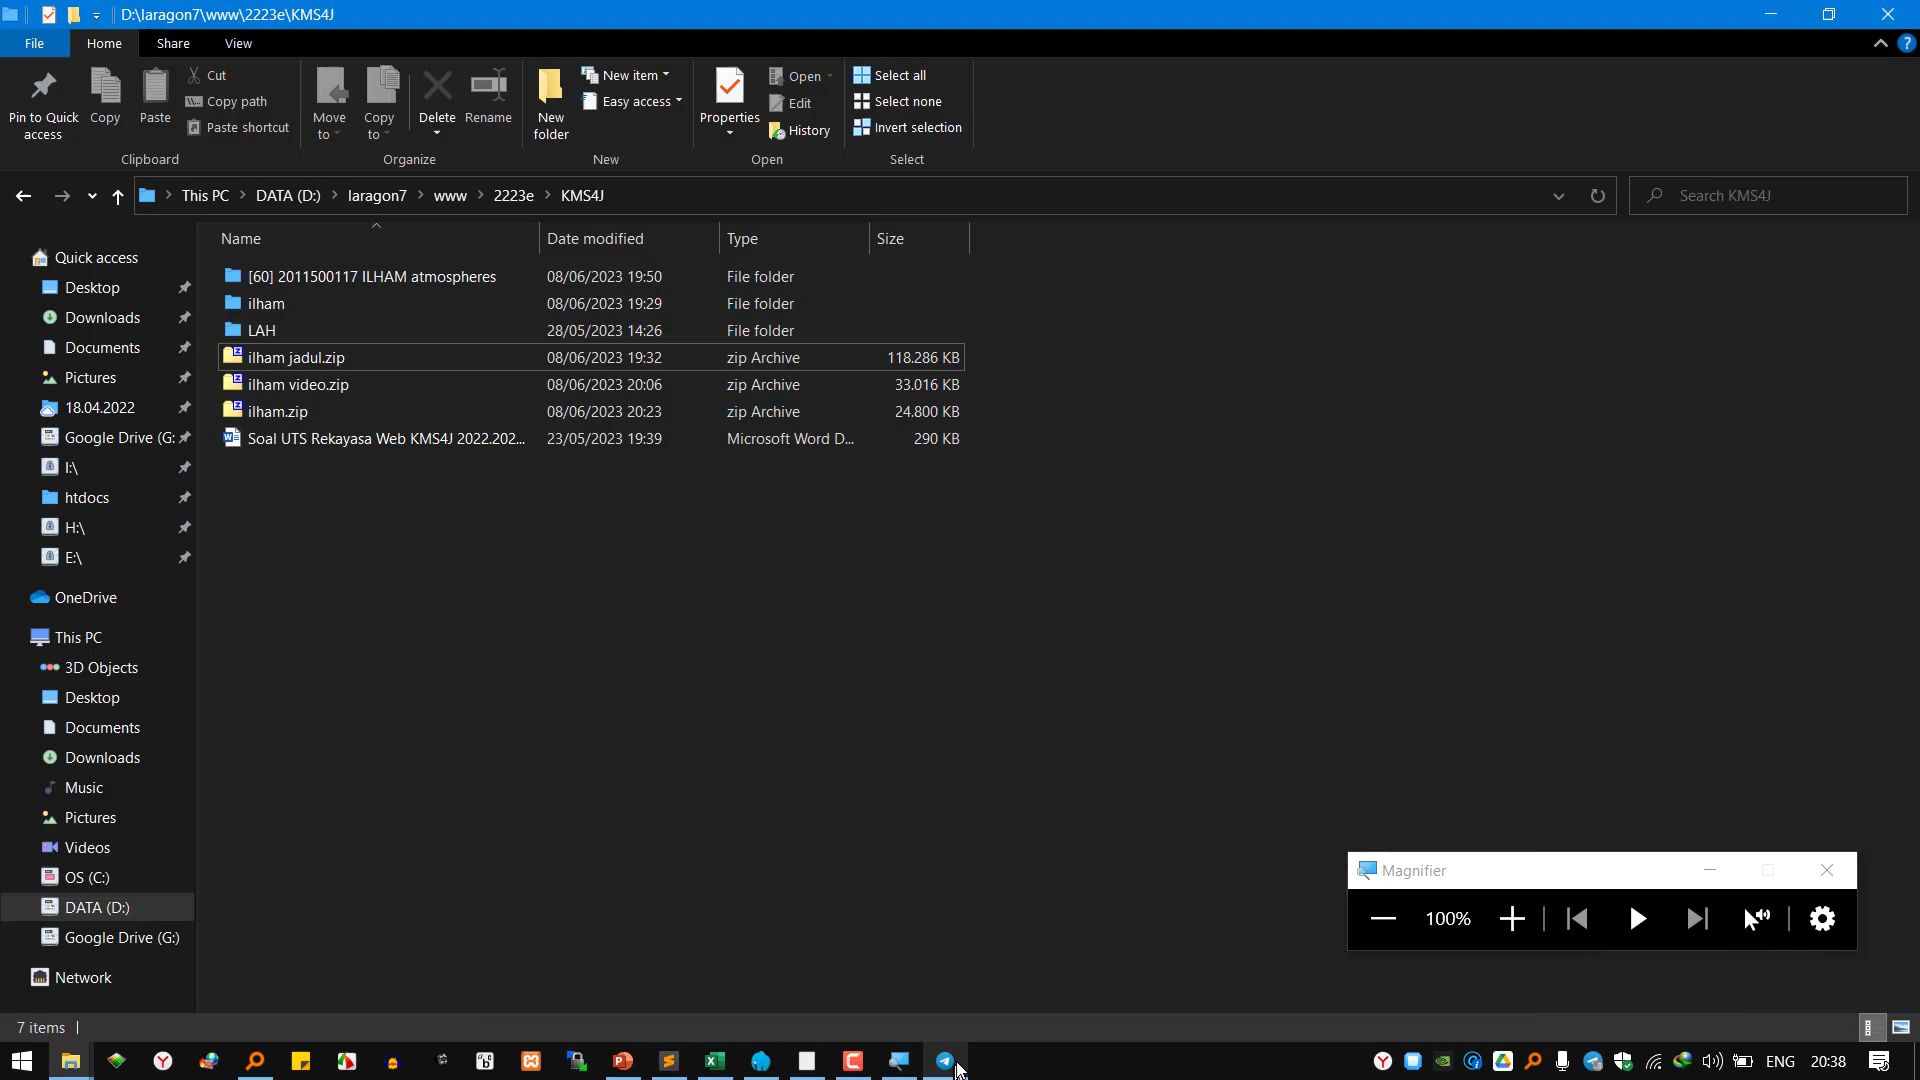 D:\laragon7\www\2223e\KMS4J
File
Home
Share
View
Pin to Quick access
Copy
Paste
Cut
Copy path
Paste shortcut
Clipboard
Move to
Copy to
Delete
Rename
Organize
New folder
New item
Easy access
New
Properties
Open
Edit
History
Open
Select all
Select none
Invert selection
Select
This PC > DATA (D:) > laragon7 > www > 2223e > KMS4J
Search KMS4J
Name Date modified Type Size
[60] 2011500117 ILHAM atmospheres 08/06/2023 19:50 File folder
ilham 08/06/2023 19:29 File folder
LAH 28/05/2023 14:26 File folder
ilham jadul.zip 08/06/2023 19:32 zip Archive 118.286 KB
ilham video.zip 08/06/2023 20:06 zip Archive 33.016 KB
ilham.zip 08/06/2023 20:23 zip Archive 24.800 KB
Soal UTS Rekayasa Web KMS4J 2022.202... 23/05/2023 19:39 Microsoft Word D... 290 KB
Quick access
Desktop
Downloads
Documents
Pictures
18.04.2022
Google Drive (G:
I:\
htdocs
H:\
E:\
OneDrive
This PC
3D Objects
Desktop
Documents
Downloads
Music
Pictures
Videos
OS (C:)
DATA (D:)
Google Drive (G:)
Network
Magnifier
100%
7 items
ENG 20:38